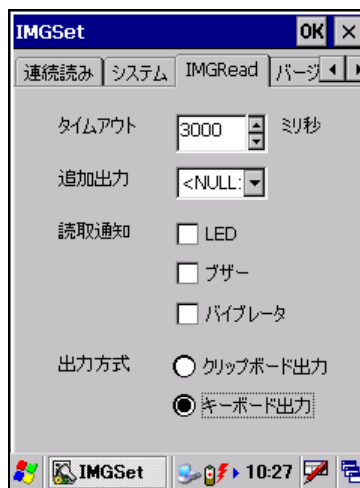 IMGSet OK ×
連続読み システム IMGRead バージ
タイムアウト 3000 ミリ秒
追加出力 <NULL:
読取通知 LED
ブザー
バイブレータ
出力方式 クリップボード出力
キーボード出力
IMGSet 10:27